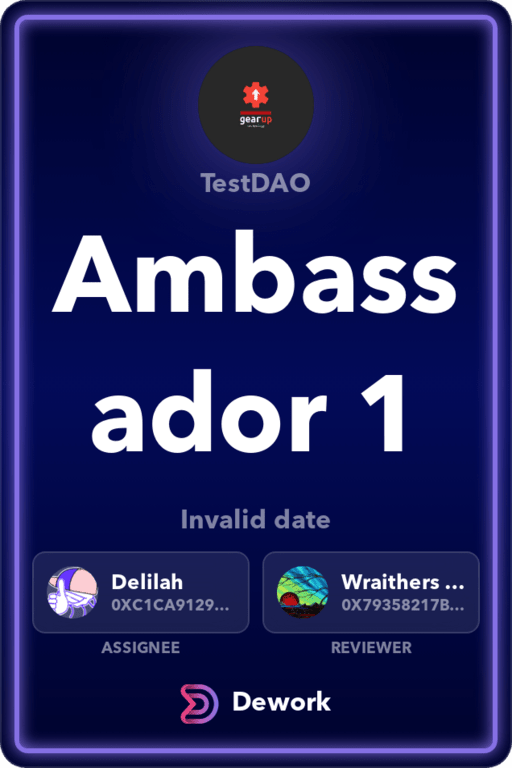 gearup
TestDAO
Ambass
ador 1
Invalid date
Delilah
0XC1CA9129...
ASSIGNEE
Wraithers ...
0X79358217B...
REVIEWER
Dework